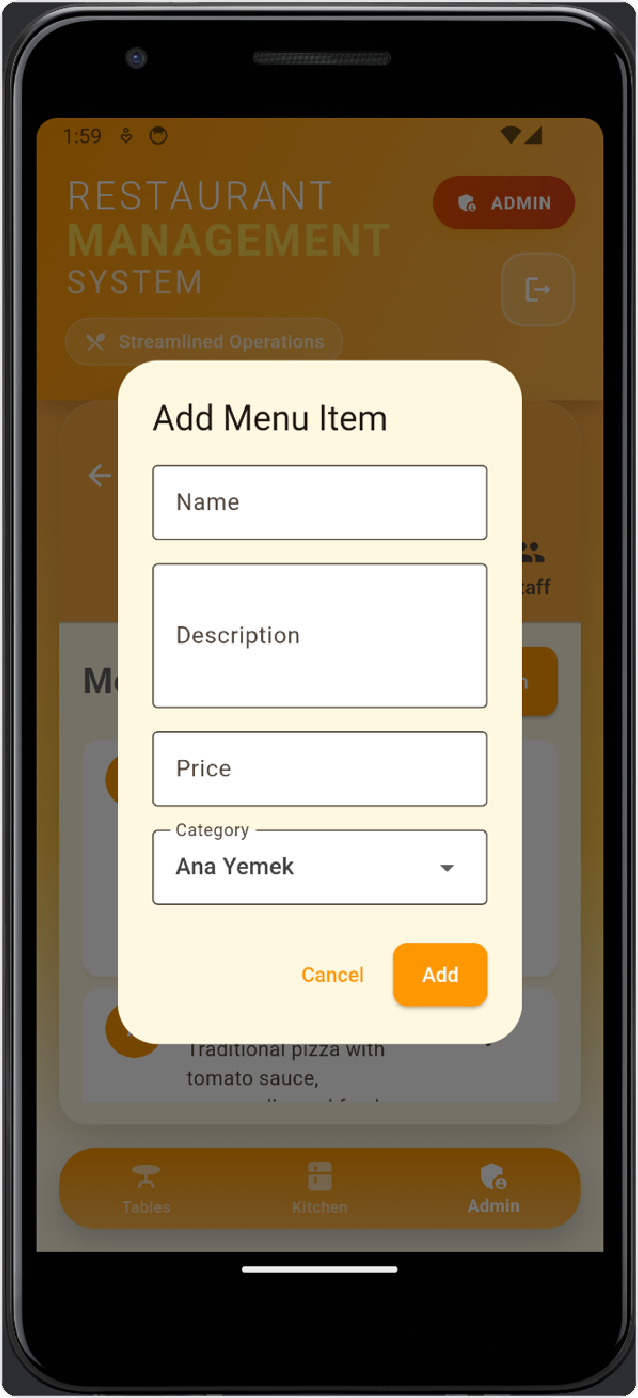 1:59
RESTAURANT
ADMIN
MANAGEMENT
SYSTEM
Streamlined Operations
Add Menu Item
Name
Description
Price
Category
Ana Yemek
Cancel
Add
Traditional pizza with
tomato sauce,
Tables
Kitchen
Admin